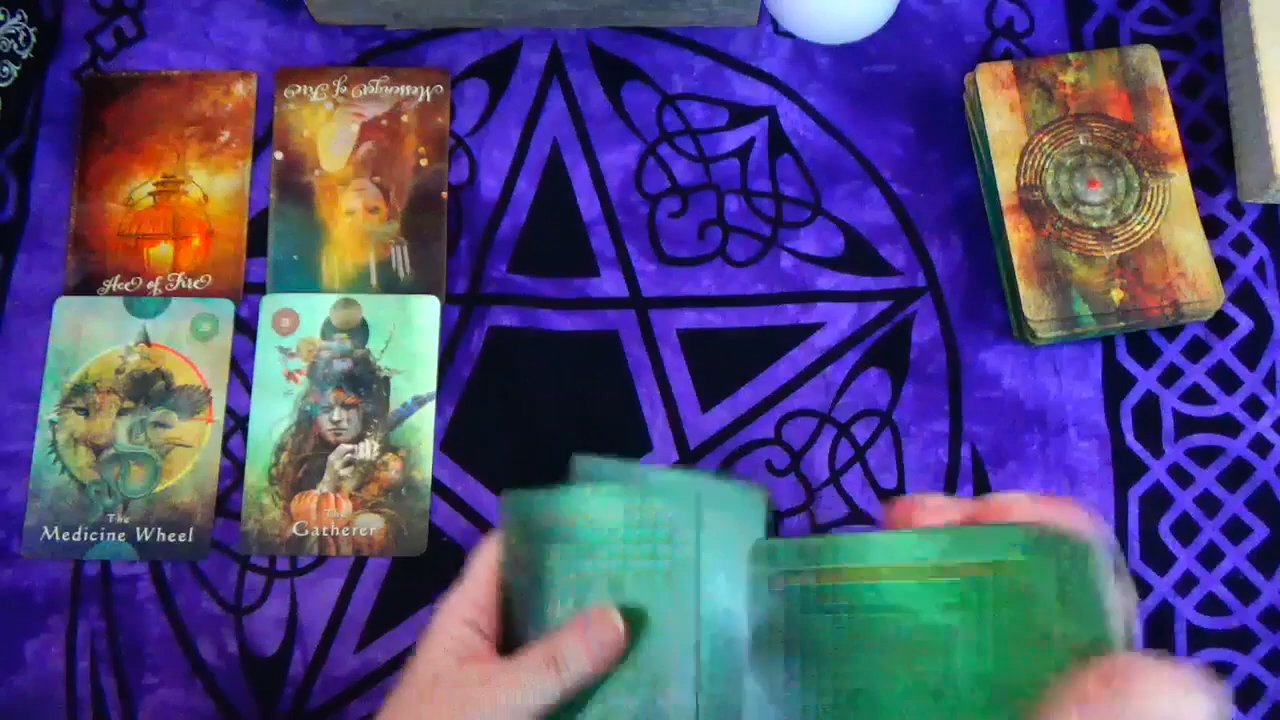 Ace of Fire
Messenger of Fire
The
Medicine Wheel
The
Gatherer